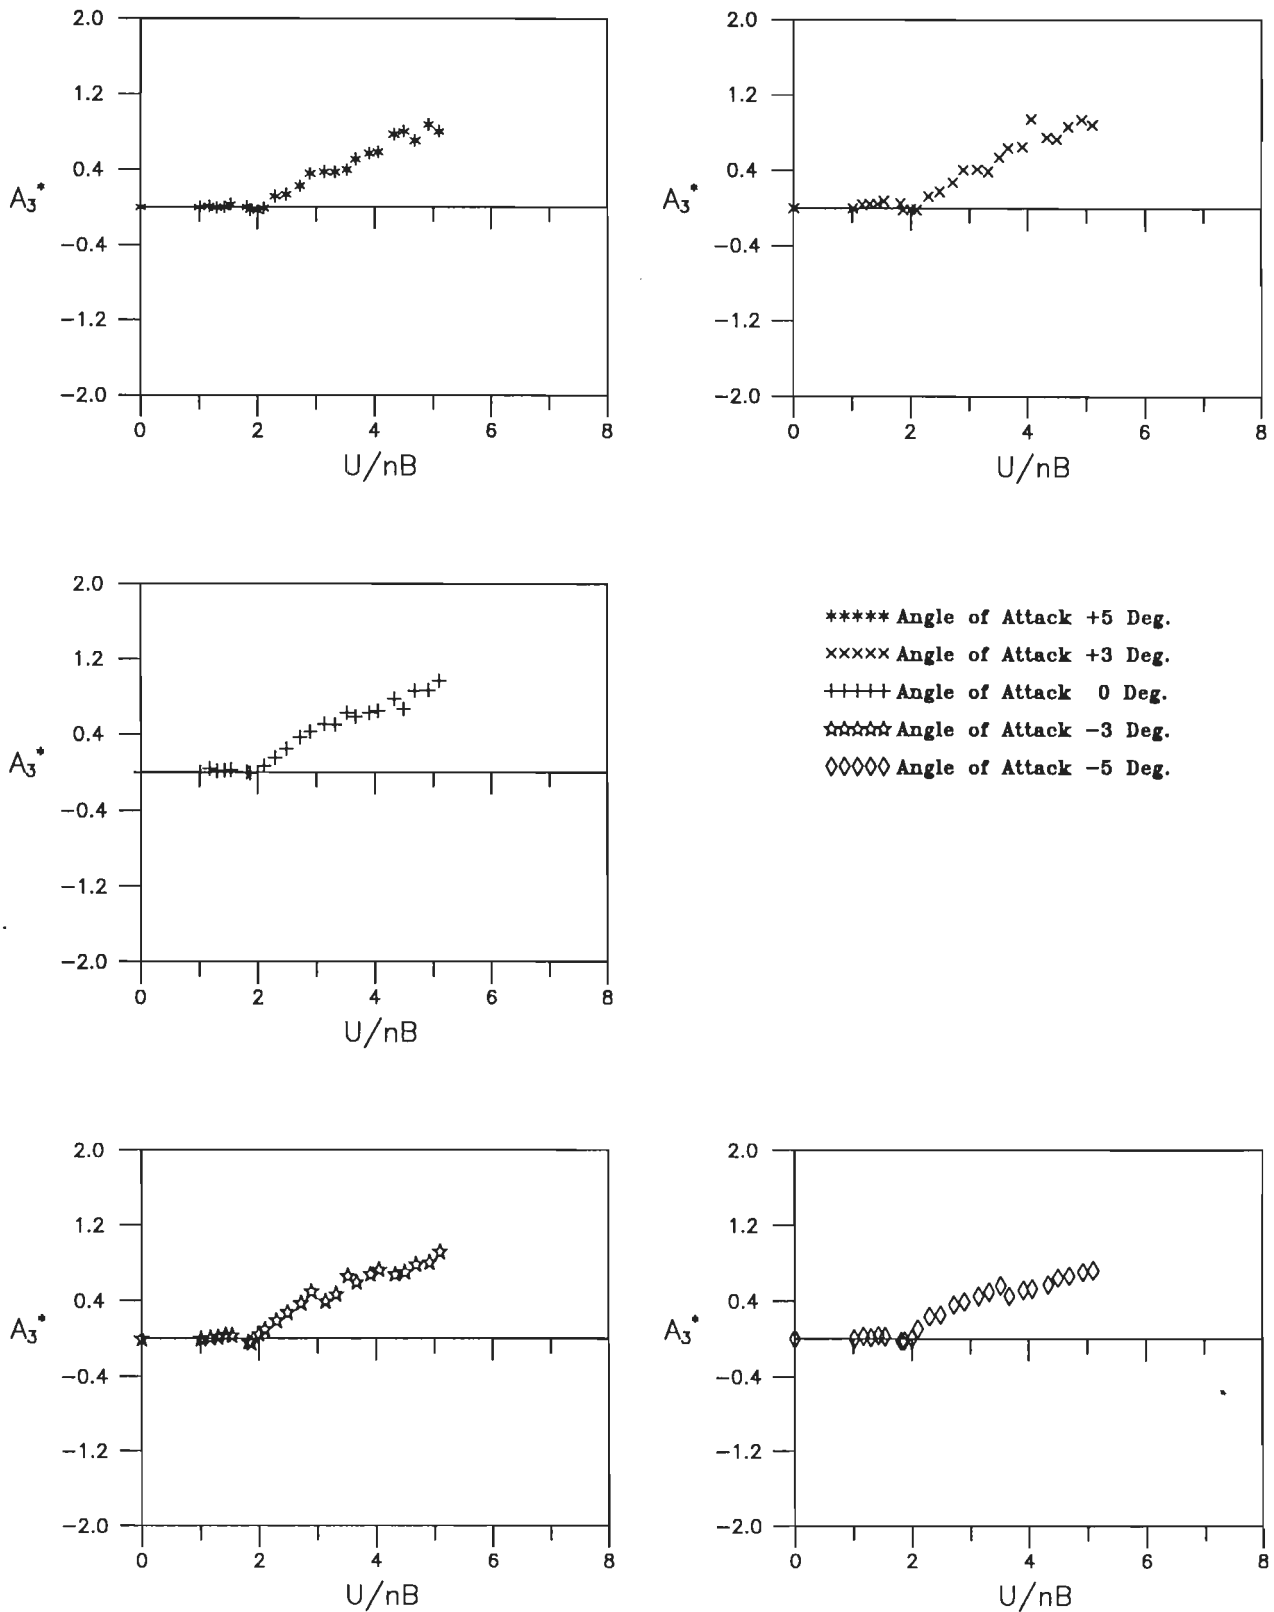 2.0
1.2
0.4
A3*
−0.4
−1.2
−2.0
0 2 4 6 8
U/nB
2.0
1.2
0.4
A3*
−0.4
−1.2
−2.0
0 2 4 6 8
U/nB
2.0
1.2
0.4
A3*
−0.4
−1.2
−2.0
0 2 4 6 8
U/nB
Angle of Attack +5 Deg.
Angle of Attack +3 Deg.
Angle of Attack 0 Deg.
Angle of Attack −3 Deg.
Angle of Attack −5 Deg.
2.0
1.2
0.4
A3*
−0.4
−1.2
−2.0
0 2 4 6 8
U/nB
2.0
1.2
0.4
A3*
−0.4
−1.2
−2.0
0 2 4 6 8
U/nB